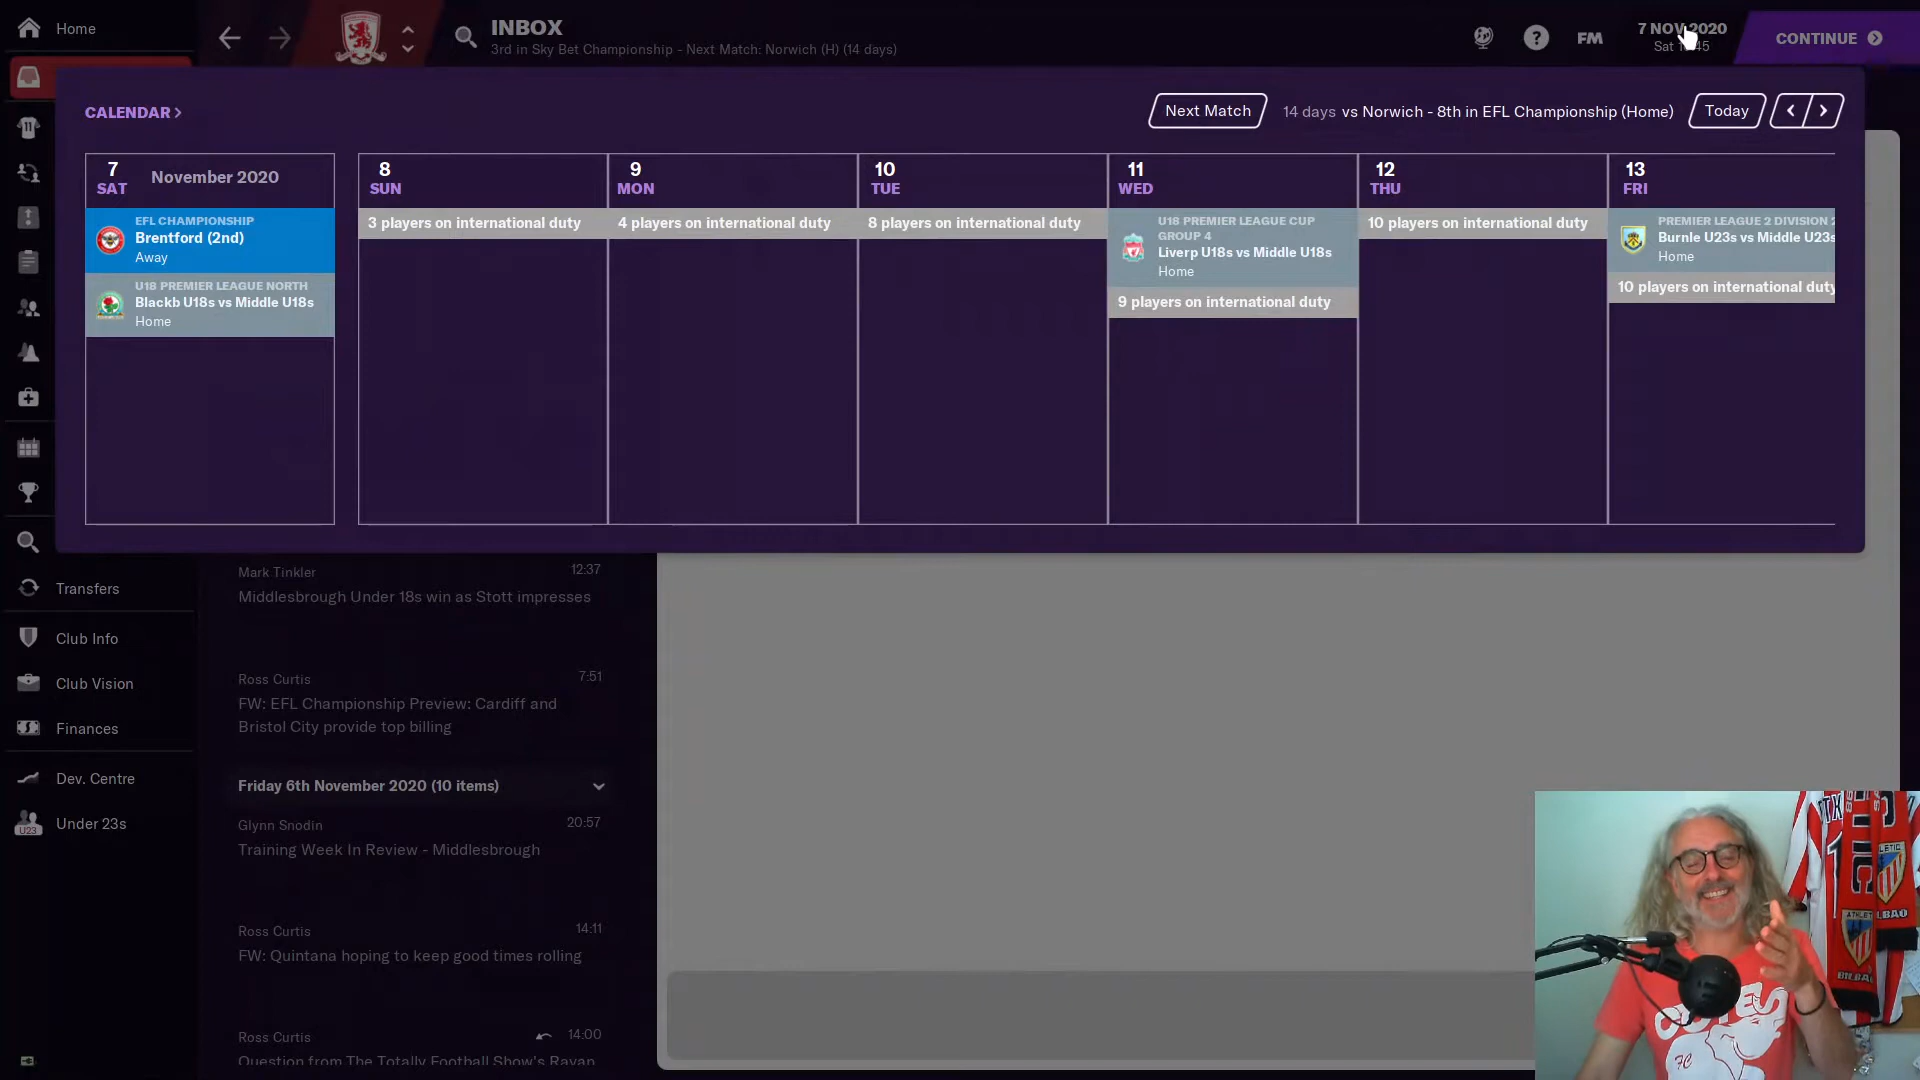 Home
INBOX
3rd in Sky Bet Championship - Next Match: Norwich (H) (14 days)
FM
7 NOV 2020
CONTINUE
CALENDAR
Next Match
14 days vs Norwich - 8th in EFL Championship (Home)
Today
7
SAT
November 2020
8
SUN
9
MON
10
TUE
11
WED
12
THU
13
FRI
EFL CHAMPIONSHIP
Brentford (2nd)
Away
U18 PREMIER LEAGUE NORTH
Blackb U18s vs Middle U18s
Home
3 players on international duty
4 players on international duty
8 players on international duty
U18 PREMIER LEAGUE CUP
GROUP 4
Liverp U18s vs Middle U18s
Home
9 players on international duty
10 players on international duty
PREMIER LEAGUE 2 DIVISION 2
Burnle U23s vs Middle U23s
Home
10 players on international duty
Transfers
Club Info
Club Vision
Finances
Dev. Centre
U23
Under 23s
Mark Tinkler
12:37
Middlesbrough Under 18s win as Stott impresses
Ross Curtis
7:51
FW: EFL Championship Preview: Cardiff and
Bristol City provide top billing
Friday 6th November 2020 (10 items)
Glynn Snodin
20:57
Training Week In Review - Middlesbrough
Ross Curtis
14:11
FW: Quintana hoping to keep good times rolling
Ross Curtis
14:00
Question from The Totally Football Show's Rayan